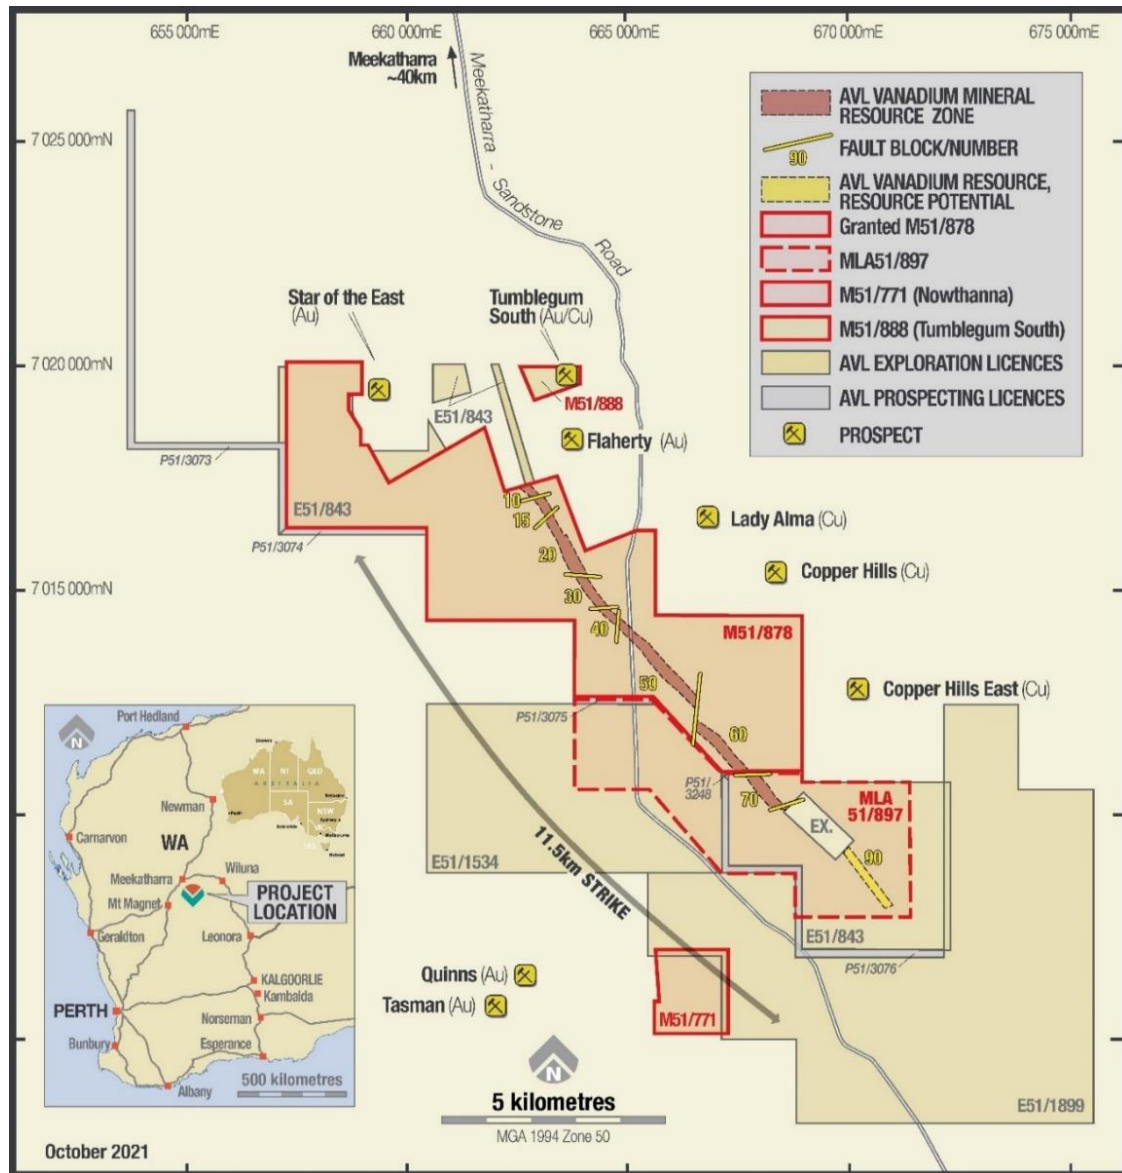 655 000mE
660 000mE
665 000mE
670 000mE
675 000mE
Meekatharra
~40km
Meekatharra - Sandstone Road
7 025 000mN
7 020 000mN
7 015 000mN
AVL VANADIUM MINERAL
RESOURCE ZONE
90
FAULT BLOCK/NUMBER
AVL VANADIUM RESOURCE,
RESOURCE POTENTIAL
Granted M51/878
MLA51/897
M51/771 (Nowthanna)
M51/888 (Tumblegum South)
AVL EXPLORATION LICENCES
AVL PROSPECTING LICENCES
PROSPECT
Star of the East
(Au)
Tumblegum
South (Au/Cu)
E51/843
M51/888
Flaherty (Au)
P51/3073
E51/843
P51/3074
10
15
20
30
40
50
60
70
90
Lady Alma (Cu)
Copper Hills (Cu)
M51/878
Copper Hills East (Cu)
P51/3075
P51/
3248
MLA
51/897
EX.
E51/1534
11.5km STRIKE
E51/843
P51/3076
Quinns (Au)
Tasman (Au)
M51/771
E51/1899
N
5 kilometres
MGA 1994 Zone 50
N
Port Hedland
Newman
Carnarvon
WA
Meekatharra
Wiluna
Mt Magnet
PROJECT
LOCATION
Geraldton
Leonora
KALGOORLIE
Kambalda
PERTH
Norseman
Bunbury
Esperance
Albany
500 kilometres
WA
NT
QLD
AUSTRALIA
SA
NSW
October 2021